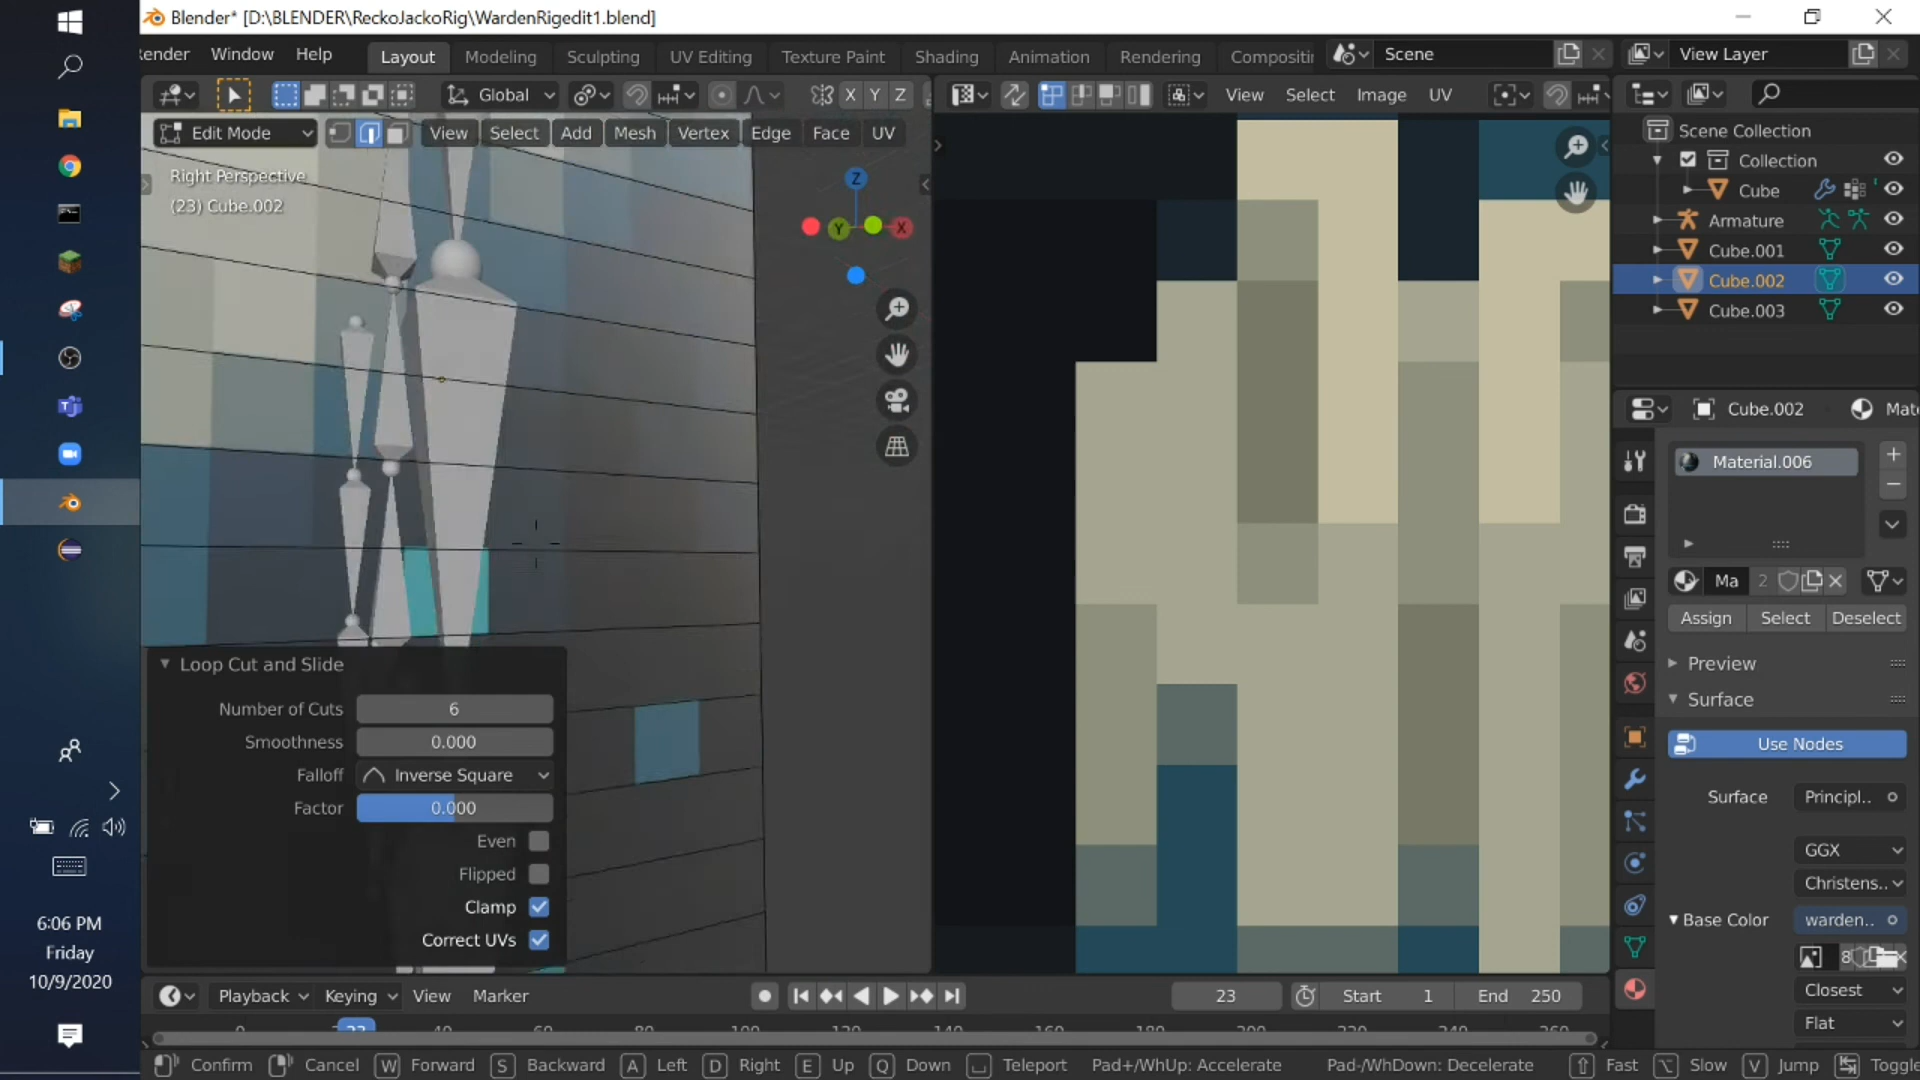 Blender* [D:\BLENDER\ReckoJackoRig\WardenRigedit1.blend]
ender Window Help Layout Modeling Sculpting UV Editing Texture Paint Shading Animation Rendering Compositi Scene View Layer
Global X Y Z View Select Image UV
Edit Mode View Select Add Mesh Vertex Edge Face UV
Right Perspective
(23) Cube.002
Z
Y X
Scene Collection
Collection
Cube
Armature
Cube.001
Cube.002
Cube.003
Cube.002 Mat
Material.006
Ma 2
Assign Select Deselect
Preview
Surface
Use Nodes
Surface Principl..
GGX
Christens..
Base Color warden..
8
Closest
Flat
Loop Cut and Slide
Number of Cuts 6
Smoothness 0.000
Falloff Inverse Square
Factor 0.000
Even
Flipped
Clamp
Correct UVs
6:06 PM
Friday
10/9/2020
Playback Keying View Marker 23 Start 1 End 250
Confirm Cancel W Forward S Backward A Left D Right E Up Q Down Teleport Pad+/WhUp: Accelerate Pad-/WhDown: Decelerate Fast Slow V Jump Toggle